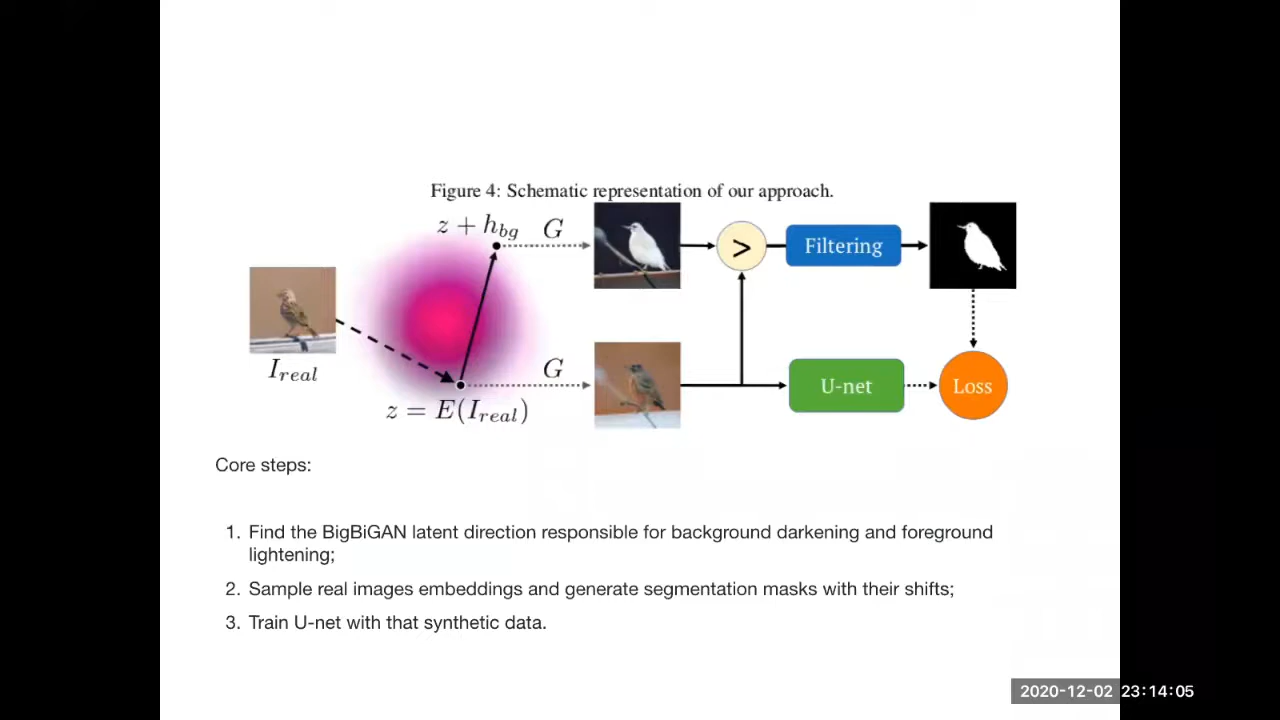 Figure 4: Schematic representation of our approach.
z + h_bg
G
>
Filtering
I_real
G
z = E(I_real)
U-net
Loss
Core steps:
1. Find the BigBiGAN latent direction responsible for background darkening and foreground
lightening;
2. Sample real images embeddings and generate segmentation masks with their shifts;
3. Train U-net with that synthetic data.
2020-12-02 23:14:05